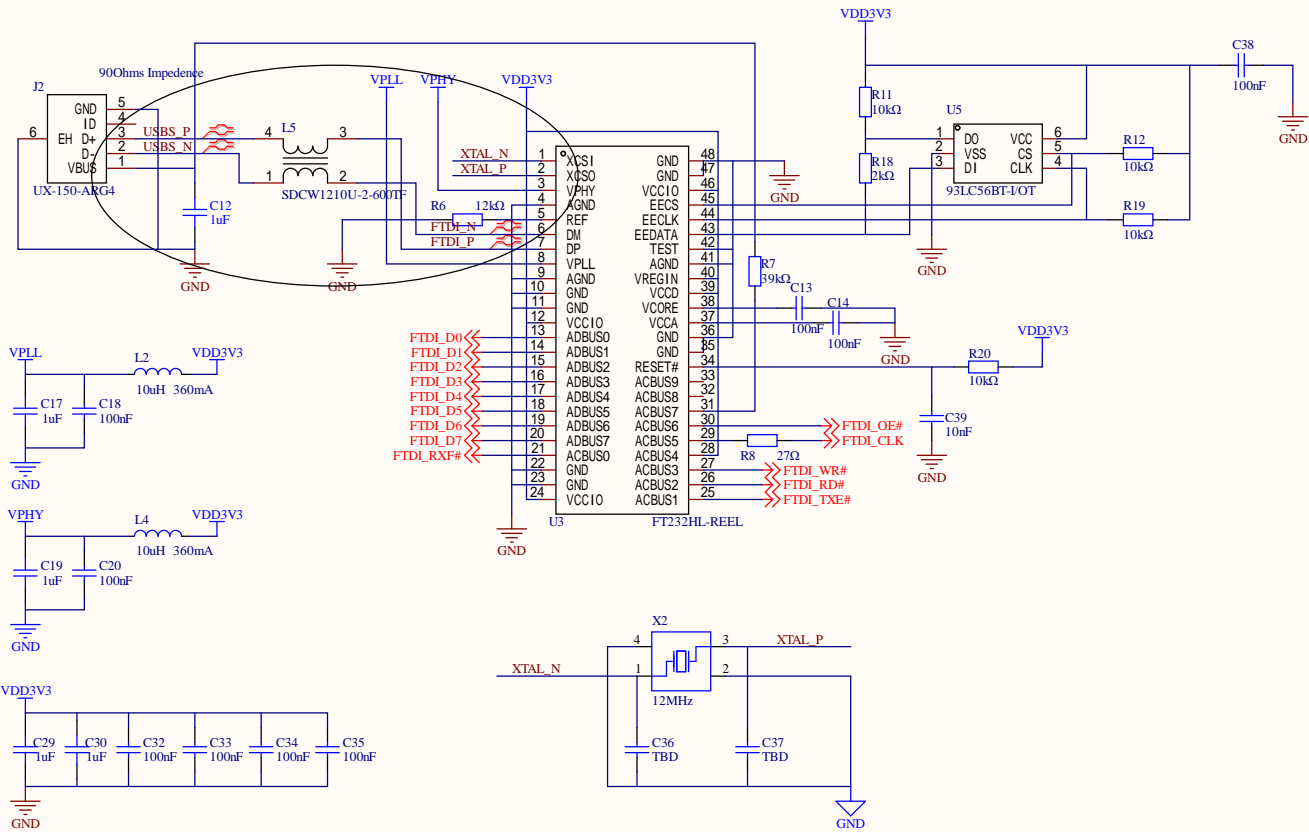 90Ohms Impedence
J2
GND 5
ID 4
6 EH D+ 3 USBS_P
D- 2 USBS_N
VBUS 1
UX-150-ARG4
C12
1uF
GND
4 L5 3
1 2
SDCW1210U-2-600TF
VPLL
VPHY
VDD3V3
XTAL_N
XTAL_P
R6 12kΩ
FTDI_N
FTDI_P
GND
1 XCSI GND 48
2 XCSO GND 47
3 VPHY VCCIO 46
4 AGND EECS 45
5 REF EECLK 44
6 DM EEDATA 43
7 DP TEST 42
8 VPLL AGND 41
9 AGND VREGIN 40
10 GND VCCD 39
11 GND VCORE 38
12 VCCIO VCCA 37
13 ADBUS0 GND 36
14 ADBUS1 GND 35
15 ADBUS2 RESET# 34
16 ADBUS3 ACBUS9 33
17 ADBUS4 ACBUS8 32
18 ADBUS5 ACBUS7 31
19 ADBUS6 ACBUS6 30
20 ADBUS7 ACBUS5 29
21 ACBUS0 ACBUS4 28
22 GND ACBUS3 27
23 GND ACBUS2 26
24 VCCIO ACBUS1 25
U3 FT232HL-REEL
GND
FTDI_D0
FTDI_D1
FTDI_D2
FTDI_D3
FTDI_D4
FTDI_D5
FTDI_D6
FTDI_D7
FTDI_RXF#
GND
R7
39kΩ
C13
100nF
C14
100nF
GND
VDD3V3
R20
10kΩ
C39
10nF
GND
FTDI_OE#
FTDI_CLK
R8 27Ω
FTDI_WR#
FTDI_RD#
FTDI_TXE#
VDD3V3
R11
10kΩ
R18
2kΩ
U5
1 DO VCC 6
2 VSS CS 5
3 DI CLK 4
93LC56BT-I/OT
GND
R12
10kΩ
R19
10kΩ
C38
100nF
GND
VPLL
L2
VDD3V3
10uH 360mA
C17
1uF
C18
100nF
GND
VPHY
L4
VDD3V3
10uH 360mA
C19
1uF
C20
100nF
GND
VDD3V3
C29
1uF
C30
1uF
C32
100nF
C33
100nF
C34
100nF
C35
100nF
GND
X2
4 3 XTAL_P
XTAL_N 1 2
12MHz
C36
TBD
C37
TBD
GND